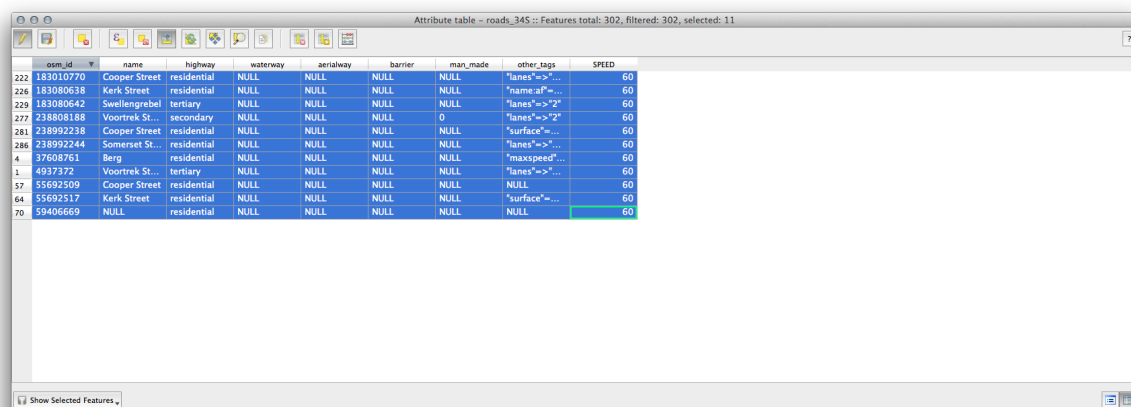 Attribute table – roads_34S :: Features total: 302, filtered: 302, selected: 11
?
osm_id name highway waterway aerialway barrier man_made other_tags SPEED
222 183010770 Cooper Street residential NULL NULL NULL NULL "lanes"=>"... 60
226 183080638 Kerk Street residential NULL NULL NULL NULL "name:af"=... 60
229 183080642 Swellengrebel tertiary NULL NULL NULL NULL "lanes"=>"2" 60
277 238808188 Voortrek St... secondary NULL NULL NULL 0 "lanes"=>"2" 60
281 238992238 Cooper Street residential NULL NULL NULL NULL "surface"=... 60
286 238992244 Somerset St... residential NULL NULL NULL NULL "lanes"=>"... 60
4 37608761 Berg residential NULL NULL NULL NULL "maxspeed"... 60
1 4937372 Voortrek St... tertiary NULL NULL NULL NULL "lanes"=>"... 60
57 55692509 Cooper Street residential NULL NULL NULL NULL NULL 60
64 55692517 Kerk Street residential NULL NULL NULL NULL "surface"=... 60
70 59406669 NULL residential NULL NULL NULL NULL NULL 60
Show Selected Features